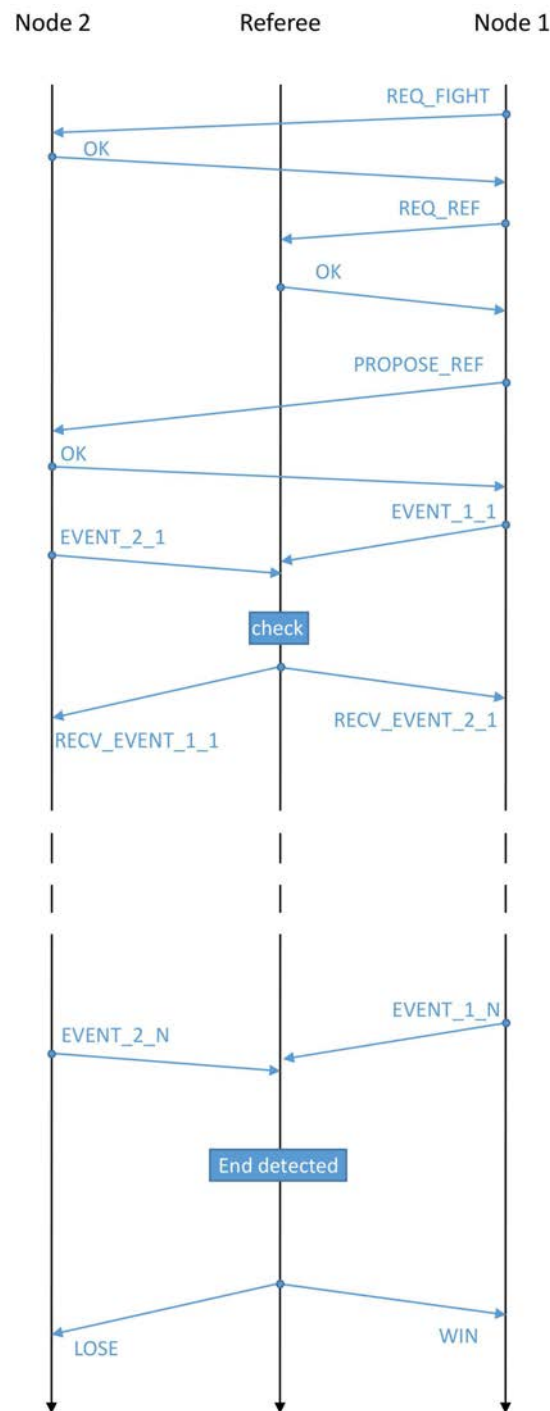 Node 2 Referee Node 1
REQ_FIGHT
OK
REQ_REF
OK
PROPOSE_REF
OK
EVENT_1_1
EVENT_2_1
check
RECV_EVENT_2_1
RECV_EVENT_1_1
EVENT_1_N
EVENT_2_N
End detected
WIN
LOSE